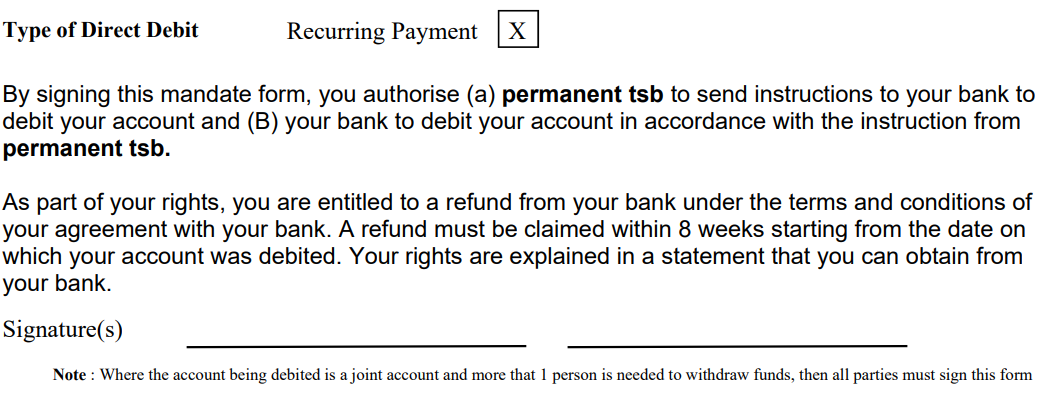 Type of Direct Debit Recurring Payment X
By signing this mandate form, you authorise (a) permanent tsb to send instructions to your bank to
debit your account and (B) your bank to debit your account in accordance with the instruction from
permanent tsb.
As part of your rights, you are entitled to a refund from your bank under the terms and conditions of
your agreement with your bank. A refund must be claimed within 8 weeks starting from the date on
which your account was debited. Your rights are explained in a statement that you can obtain from
your bank.
Signature(s)
Note : Where the account being debited is a joint account and more that 1 person is needed to withdraw funds, then all parties must sign this form